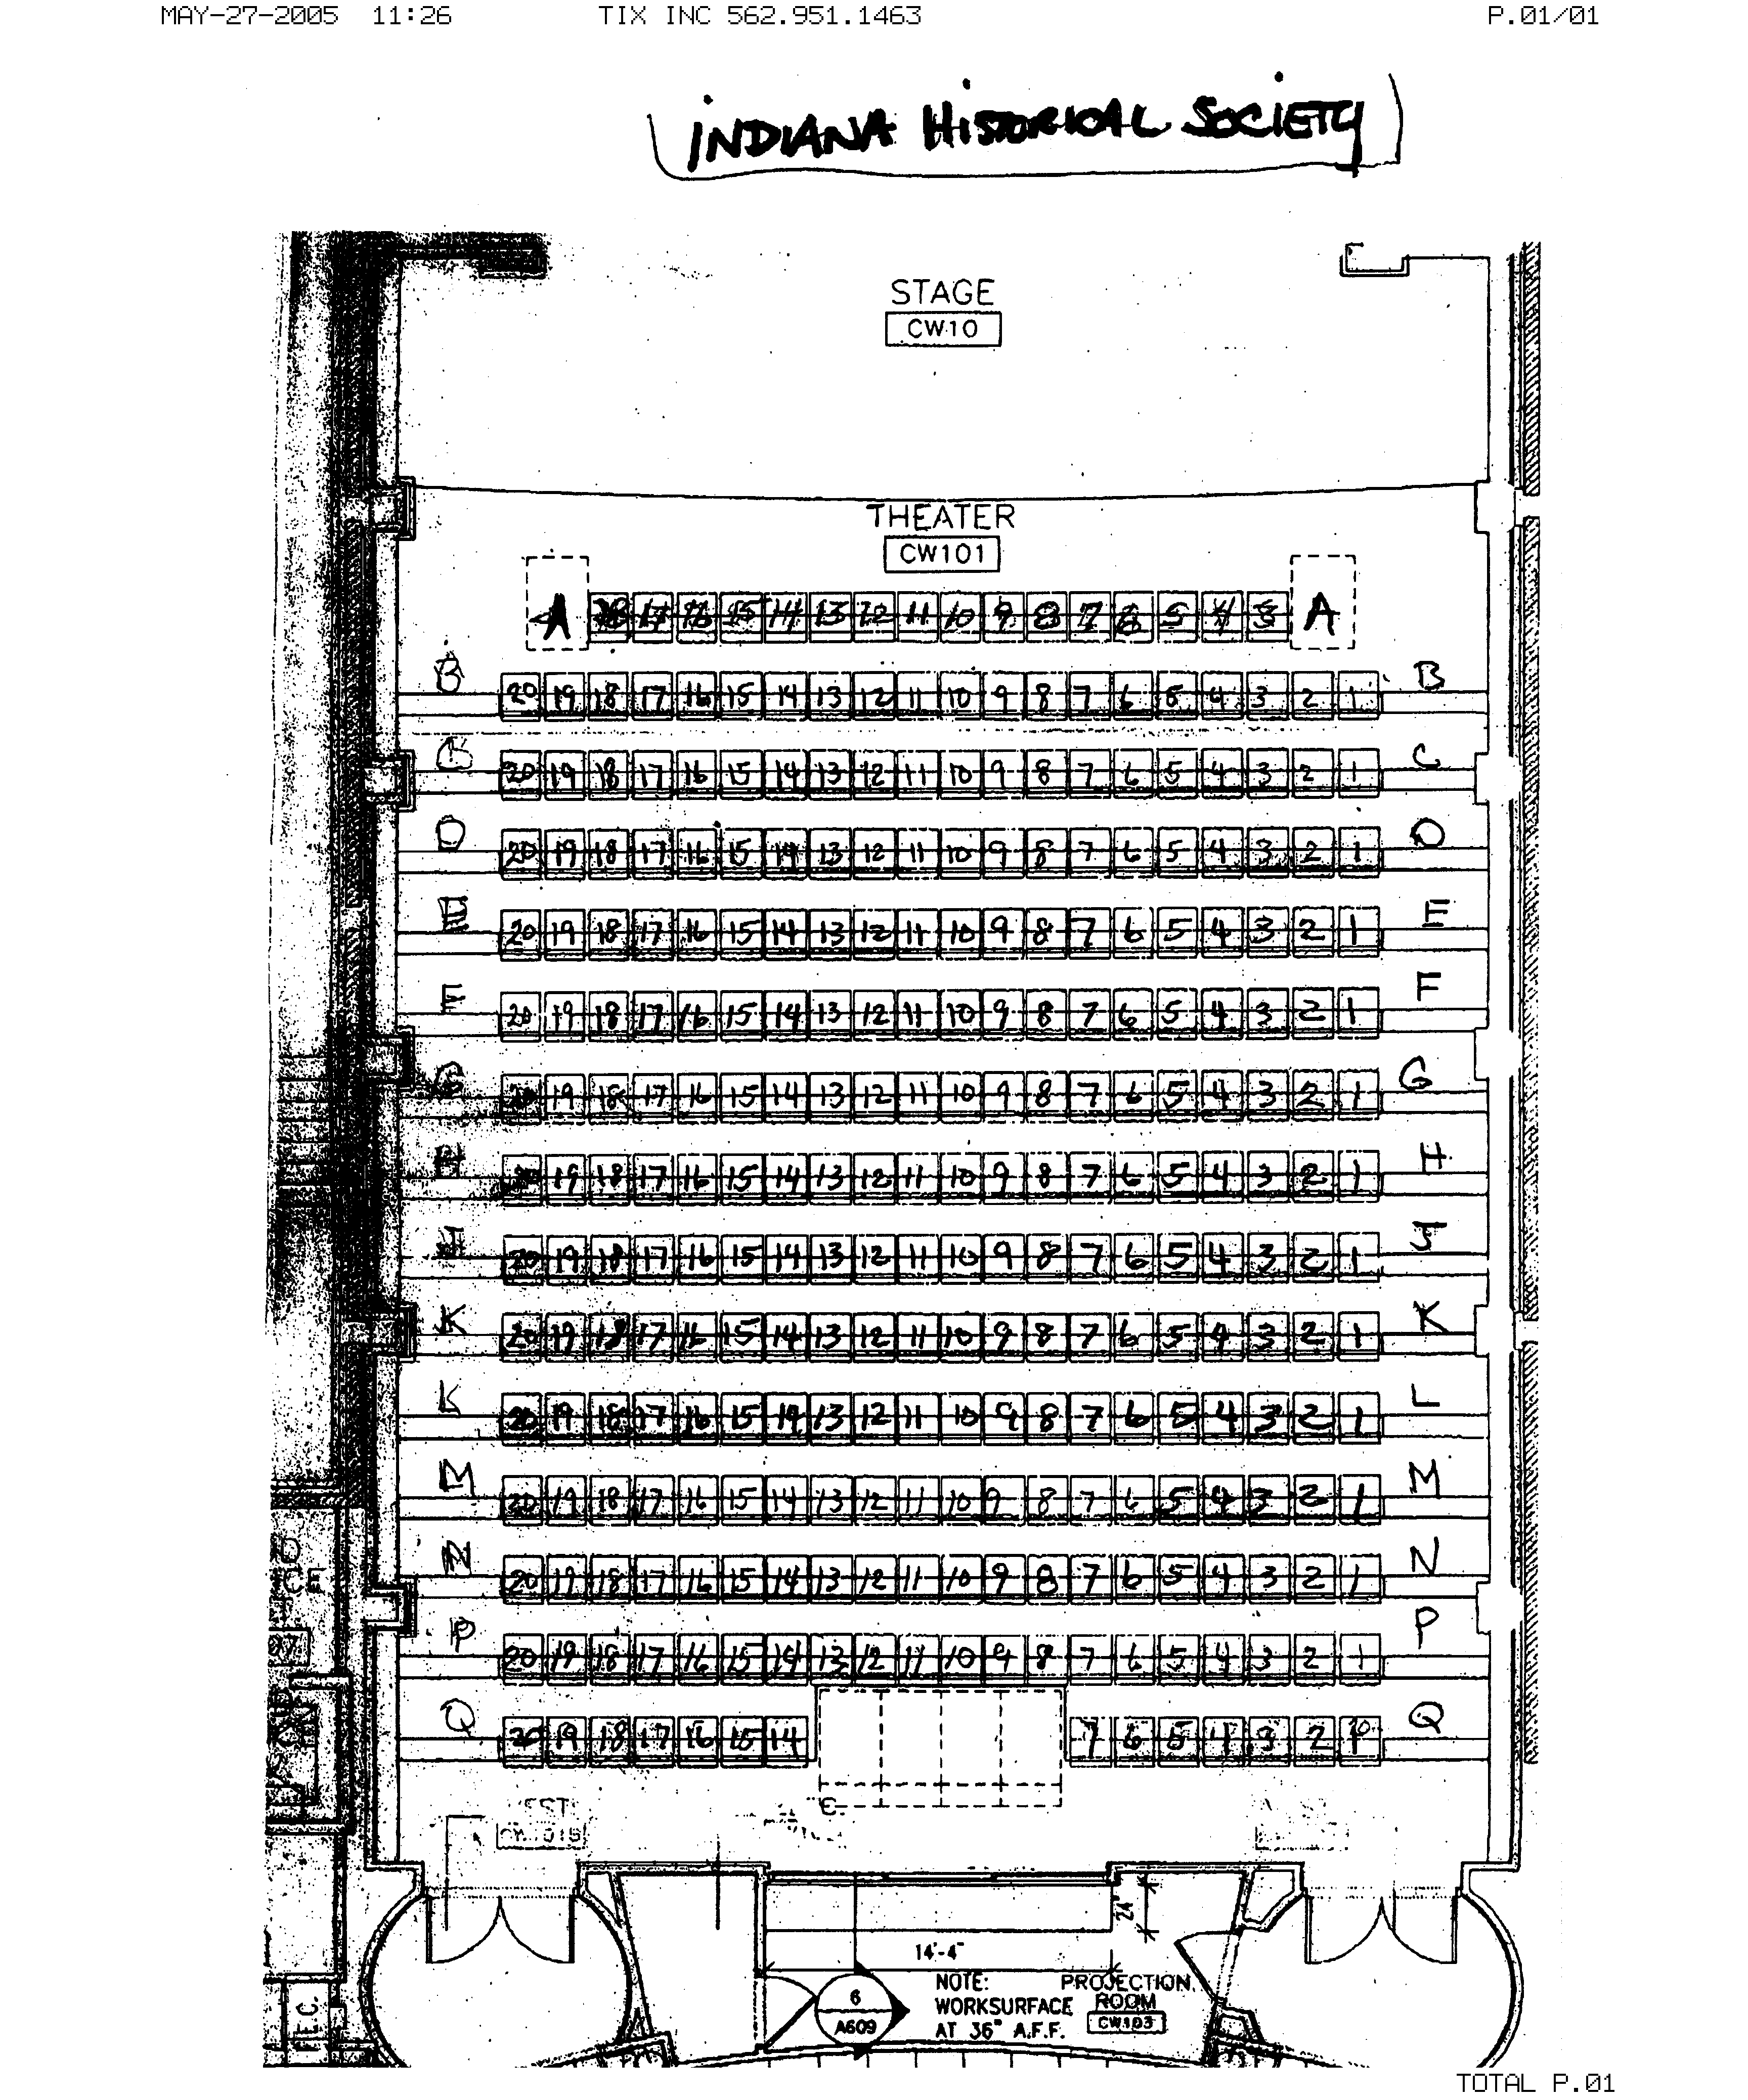 MAY-27-2005 11:26 TIX INC 562.951.1463 P.01/01
INDIANA HISTORICAL SOCIETY
STAGE
CW10
THEATER
CW101
A 18 17 16 15 14 13 12 11 10 9 8 7 6 5 4 3 A
B 20 19 18 17 16 15 14 13 12 11 10 9 8 7 6 5 4 3 2 1 B
C 20 19 18 17 16 15 14 13 12 11 10 9 8 7 6 5 4 3 2 1 C
D 20 19 18 17 16 15 14 13 12 11 10 9 8 7 6 5 4 3 2 1 D
E 20 19 18 17 16 15 14 13 12 11 10 9 8 7 6 5 4 3 2 1 E
F 20 19 18 17 16 15 14 13 12 11 10 9 8 7 6 5 4 3 2 1 F
G 20 19 18 17 16 15 14 13 12 11 10 9 8 7 6 5 4 3 2 1 G
H 20 19 18 17 16 15 14 13 12 11 10 9 8 7 6 5 4 3 2 1 H
J 20 19 18 17 16 15 14 13 12 11 10 9 8 7 6 5 4 3 2 1 J
K 20 19 18 17 16 15 14 13 12 11 10 9 8 7 6 5 4 3 2 1 K
K 20 19 18 17 16 15 14 13 12 11 10 9 8 7 6 5 4 3 2 1 L
M 20 19 18 17 16 15 14 13 12 11 10 9 8 7 6 5 4 3 2 1 M
N 20 19 18 17 16 15 14 13 12 11 10 9 8 7 6 5 4 3 2 1 N
P 20 19 18 17 16 15 14 13 12 11 10 9 8 7 6 5 4 3 2 1 P
Q 20 19 18 17 16 15 14 7 6 5 4 3 2 Q
24"
14'-4"
6
A609
NOTE:
WORKSURFACE
AT 36" A.F.F.
PROJECTION
ROOM
CW103
F.E.C.
TOTAL P.01